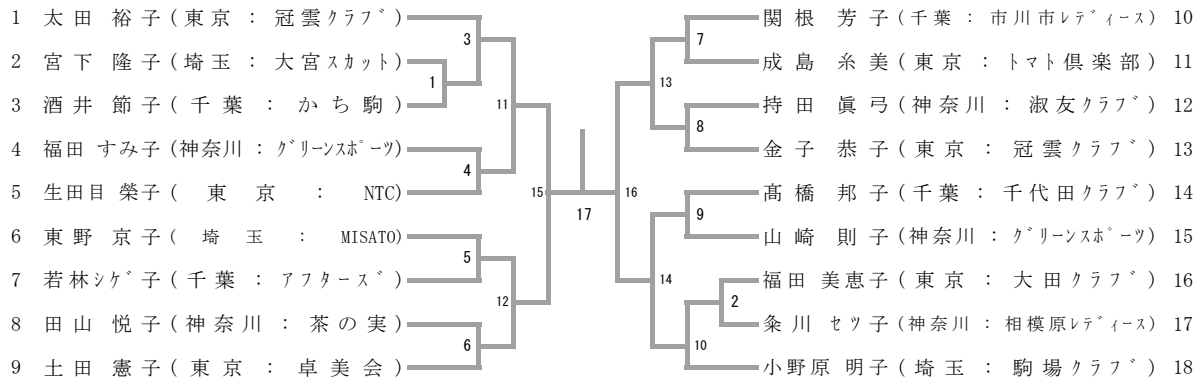 1 太田 裕子(東京：冠雲クラブ)
2 宮下 隆子(埼玉：大宮スカット)
3 酒井 節子(千葉：かち駒)
4 福田 すみ子(神奈川：グリーンスポーツ)
5 生田目 榮子(東京：NTC)
6 東野 京子(埼玉：MISATO)
7 若林シゲ子(千葉：アフターズ)
8 田山 悦子(神奈川：茶の実)
9 土田 憲子(東京：卓美会)
3
1
11
4
15
5
12
6
17
7
13
8
16
9
14
2
10
関根 芳子(千葉：市川市レディース) 10
成島 糸美(東京：トマト倶楽部) 11
持田 眞弓(神奈川：淑友クラブ) 12
金子 恭子(東京：冠雲クラブ) 13
髙橋 邦子(千葉：千代田クラブ) 14
山崎 則子(神奈川：グリーンスポーツ) 15
福田 美恵子(東京：大田クラブ) 16
粂川 セツ子(神奈川：相模原レディース) 17
小野原 明子(埼玉：駒場クラブ) 18